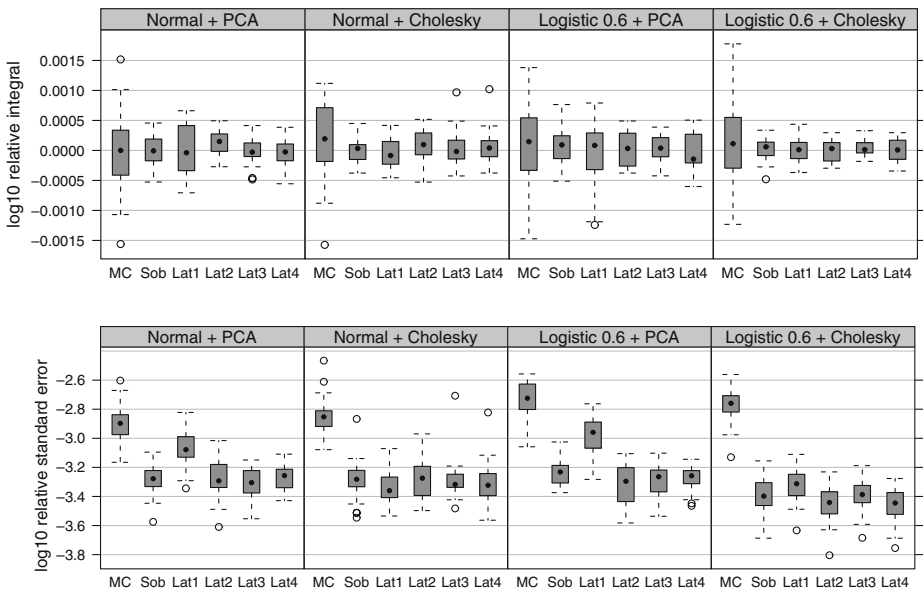 Normal + PCA Normal + Cholesky Logistic 0.6 + PCA Logistic 0.6 + Cholesky
log10 relative integral
0.0015
0.0010
0.0005
0.0000
−0.0005
−0.0010
−0.0015
MC Sob Lat1 Lat2 Lat3 Lat4 MC Sob Lat1 Lat2 Lat3 Lat4 MC Sob Lat1 Lat2 Lat3 Lat4 MC Sob Lat1 Lat2 Lat3 Lat4
Normal + PCA Normal + Cholesky Logistic 0.6 + PCA Logistic 0.6 + Cholesky
log10 relative standard error
−2.6
−2.8
−3.0
−3.2
−3.4
−3.6
−3.8
MC Sob Lat1 Lat2 Lat3 Lat4 MC Sob Lat1 Lat2 Lat3 Lat4 MC Sob Lat1 Lat2 Lat3 Lat4 MC Sob Lat1 Lat2 Lat3 Lat4